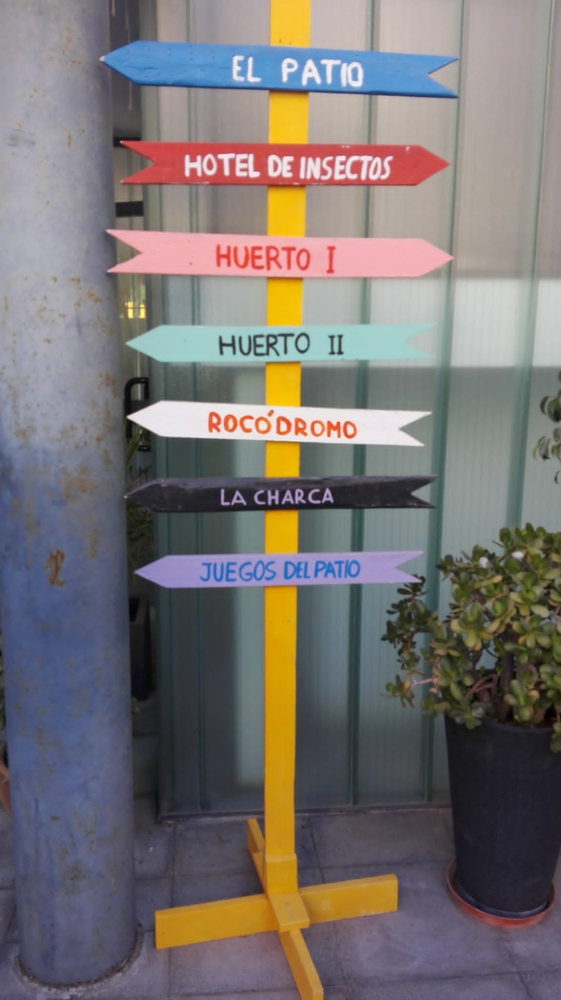 EL PATIO
HOTEL DE INSECTOS
HUERTO I
HUERTO II
ROCÓDROMO
LA CHARCA
JUEGOS DEL PATIO